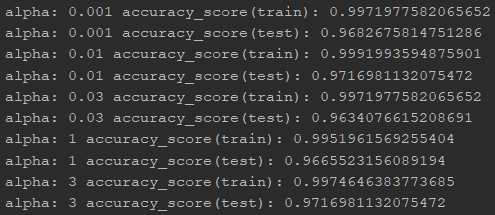 alpha: 0.001 accuracy_score(train): 0.9971977582065652
alpha: 0.001 accuracy_score(test): 0.9682675814751286
alpha: 0.01 accuracy_score(train): 0.9991993594875901
alpha: 0.01 accuracy_score(test): 0.9716981132075472
alpha: 0.03 accuracy_score(train): 0.9971977582065652
alpha: 0.03 accuracy_score(test): 0.9634076615208691
alpha: 1 accuracy_score(train): 0.9951961569255404
alpha: 1 accuracy_score(test): 0.9665523156089194
alpha: 3 accuracy_score(train): 0.9974646383773685
alpha: 3 accuracy_score(test): 0.9716981132075472